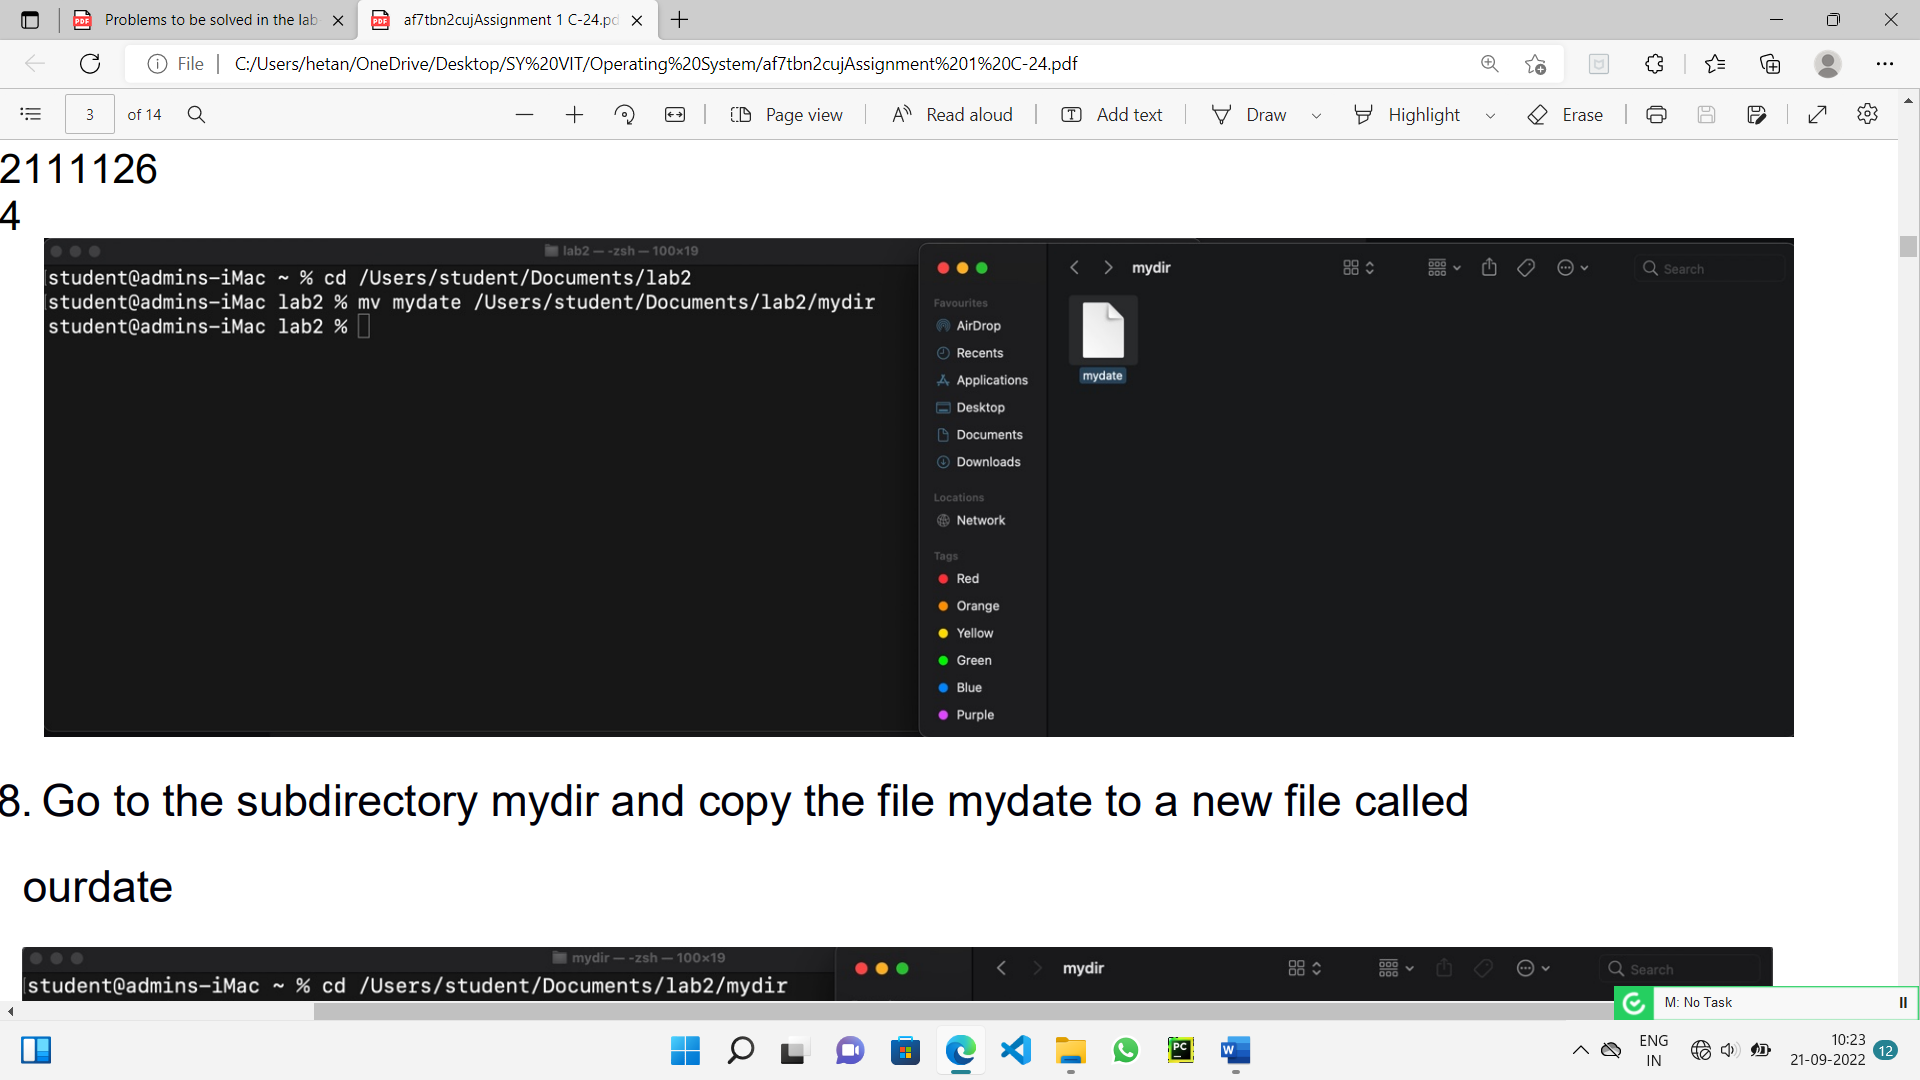 Problems to be solved in the lab
af7tbn2cujAssignment 1 C-24.pd
File
C:/Users/hetan/OneDrive/Desktop/SY%20VIT/Operating%20System/af7tbn2cujAssignment%201%20C-24.pdf
3 of 14
Page view
Read aloud
Add text
Draw
Highlight
Erase
2111126
4
lab2 — -zsh — 100×19
student@admins-iMac ~ % cd /Users/student/Documents/lab2
student@admins-iMac lab2 % mv mydate /Users/student/Documents/lab2/mydir
student@admins-iMac lab2 %
mydir
Search
Favourites
AirDrop
Recents
Applications
Desktop
Documents
Downloads
Locations
Network
Tags
Red
Orange
Yellow
Green
Blue
Purple
mydate
8. Go to the subdirectory mydir and copy the file mydate to a new file called
ourdate
mydir — -zsh — 100×19
student@admins-iMac ~ % cd /Users/student/Documents/lab2/mydir
mydir
Search
M: No Task
ENG
IN
10:23
21-09-2022
12